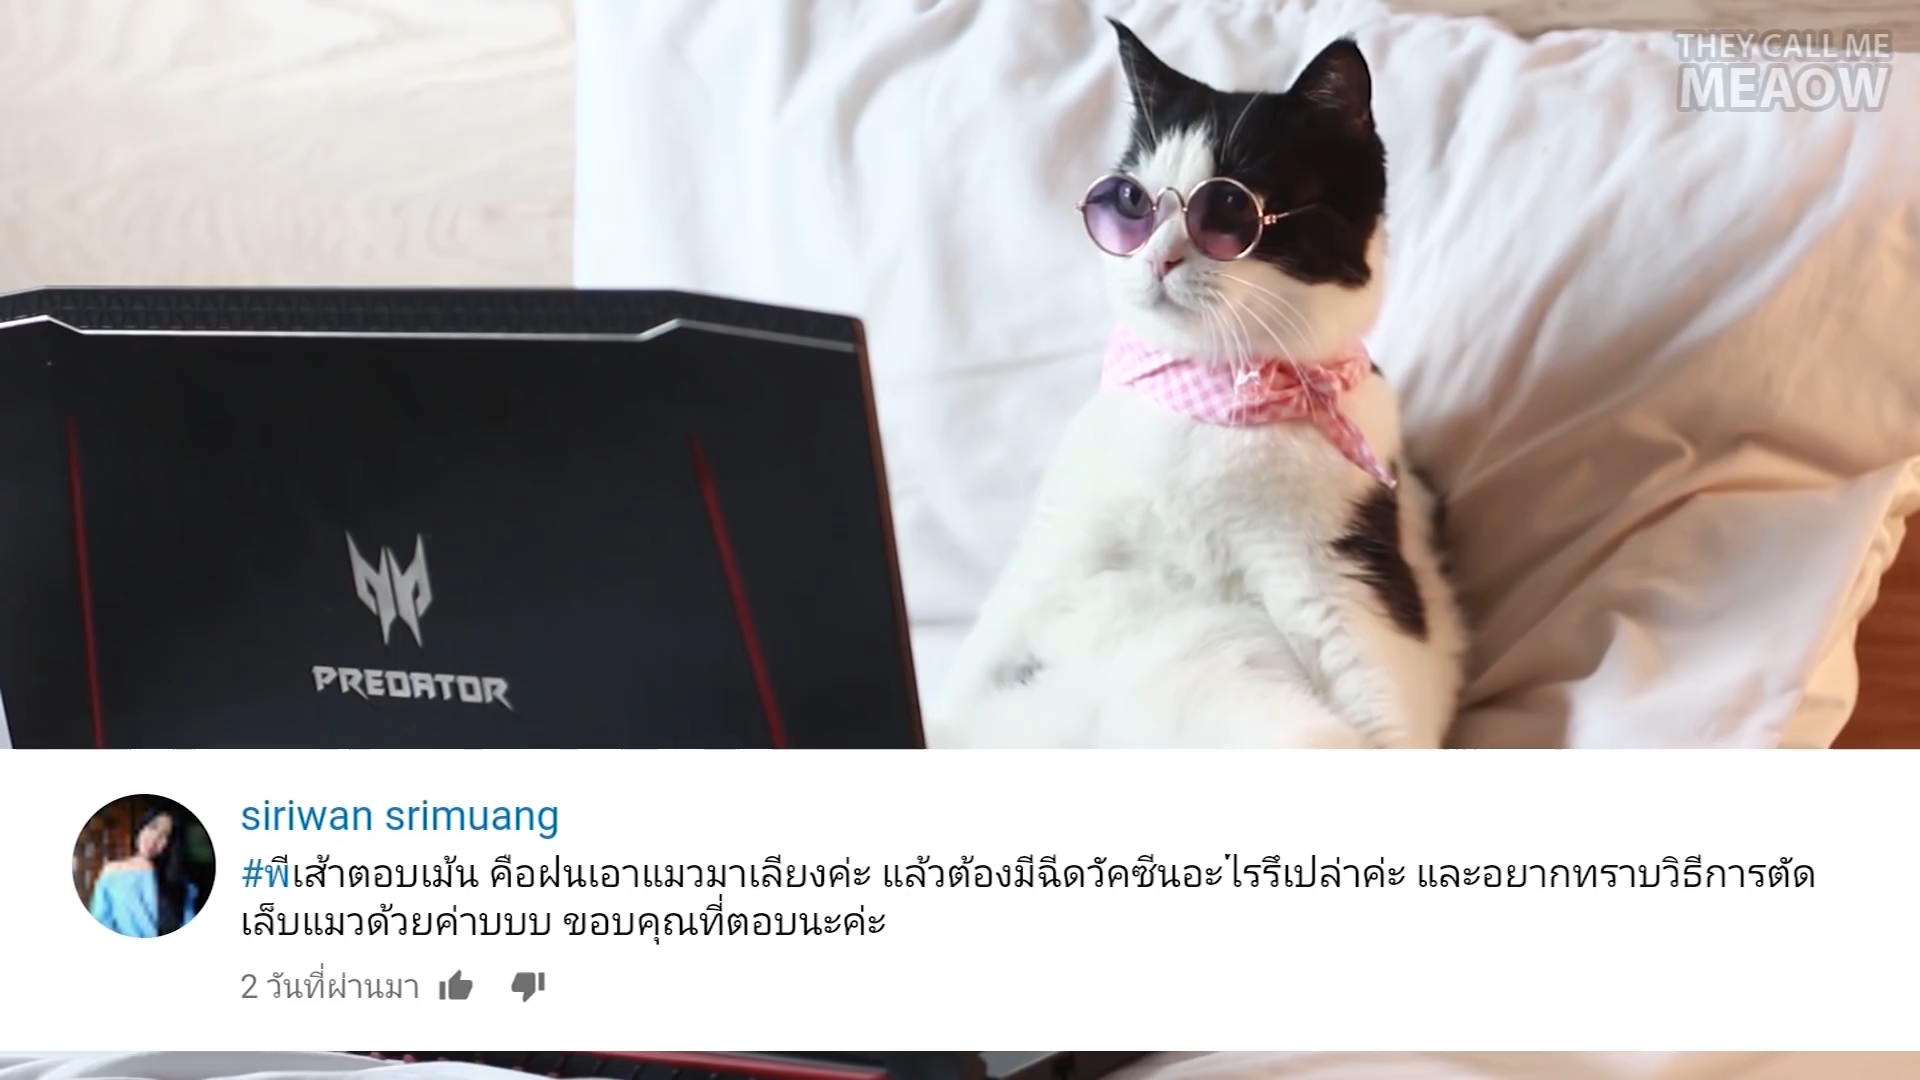 THEY CALL ME
MEAOW
PREDATOR
siriwan srimuang
#พีเส้าตอบเม้น คือฝนเอาแมวมาเลียงค่ะ แล้วต้องมีฉีดวัคซีนอะไรรึเปล่าค่ะ และอยากทราบวิธีการตัด
เล็บแมวด้วยค่าบบบ ขอบคุณที่ตอบนะค่ะ
2 วันที่ผ่านมา